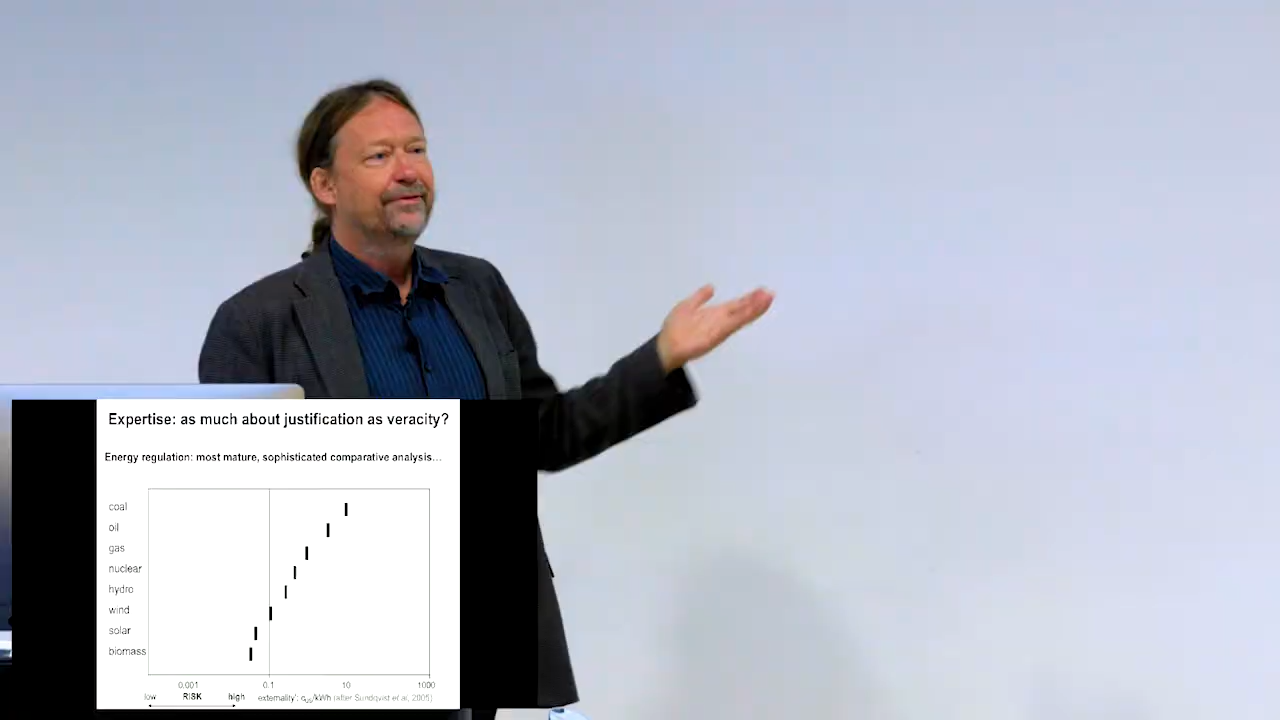 Expertise: as much about justification as veracity?
Energy regulation: most mature, sophisticated comparative analysis…
coal
oil
gas
nuclear
hydro
wind
solar
biomass
0.001 0.1 10 1000
low RISK high externality': cUS/kWh (after Sundqvist et al, 2005)